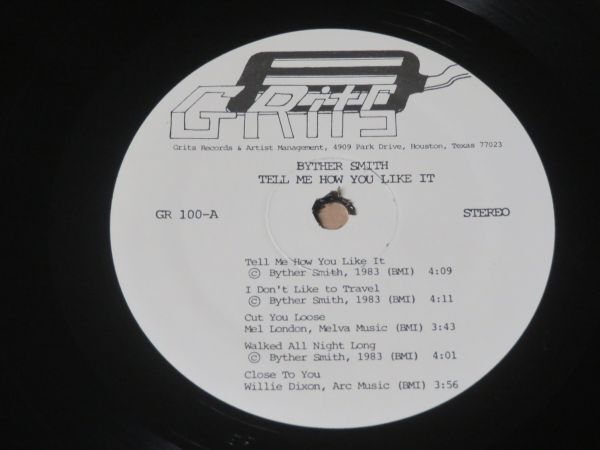 GRitS
Grits Records & Artist Management, 4909 Park Drive, Houston, Texas 77023
BYTHER SMITH
TELL ME HOW YOU LIKE IT
GR 100-A STEREO
Tell Me How You Like It
© Byther Smith, 1983 (BMI) 4:09
I Don't Like to Travel
© Byther Smith, 1983 (BMI) 4:11
Cut You Loose
Mel London, Melva Music (BMI) 3:43
Walked All Night Long
© Byther Smith, 1983 (BMI) 4:01
Close To You
Willie Dixon, Arc Music (BMI) 3:56